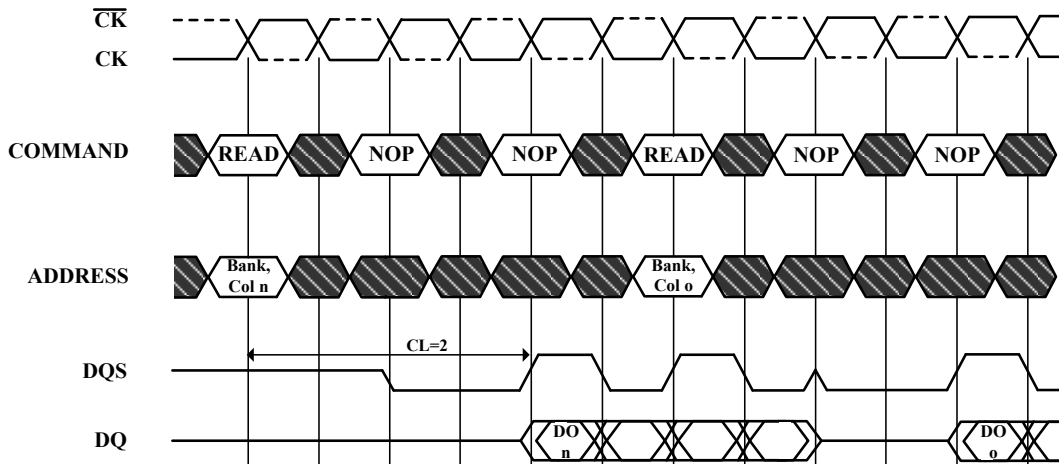 CK
CK
COMMAND
READ NOP NOP READ NOP NOP
ADDRESS
Bank, Col n
Bank, Col o
CL=2
DQS
DQ
DO n
DO o